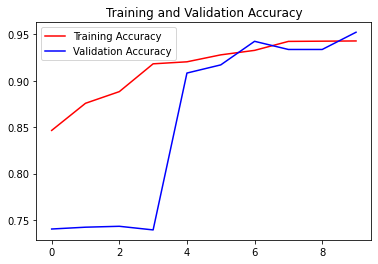 Training and Validation Accuracy
Training Accuracy
Validation Accuracy
0.95
0.90
0.85
0.80
0.75
0 2 4 6 8